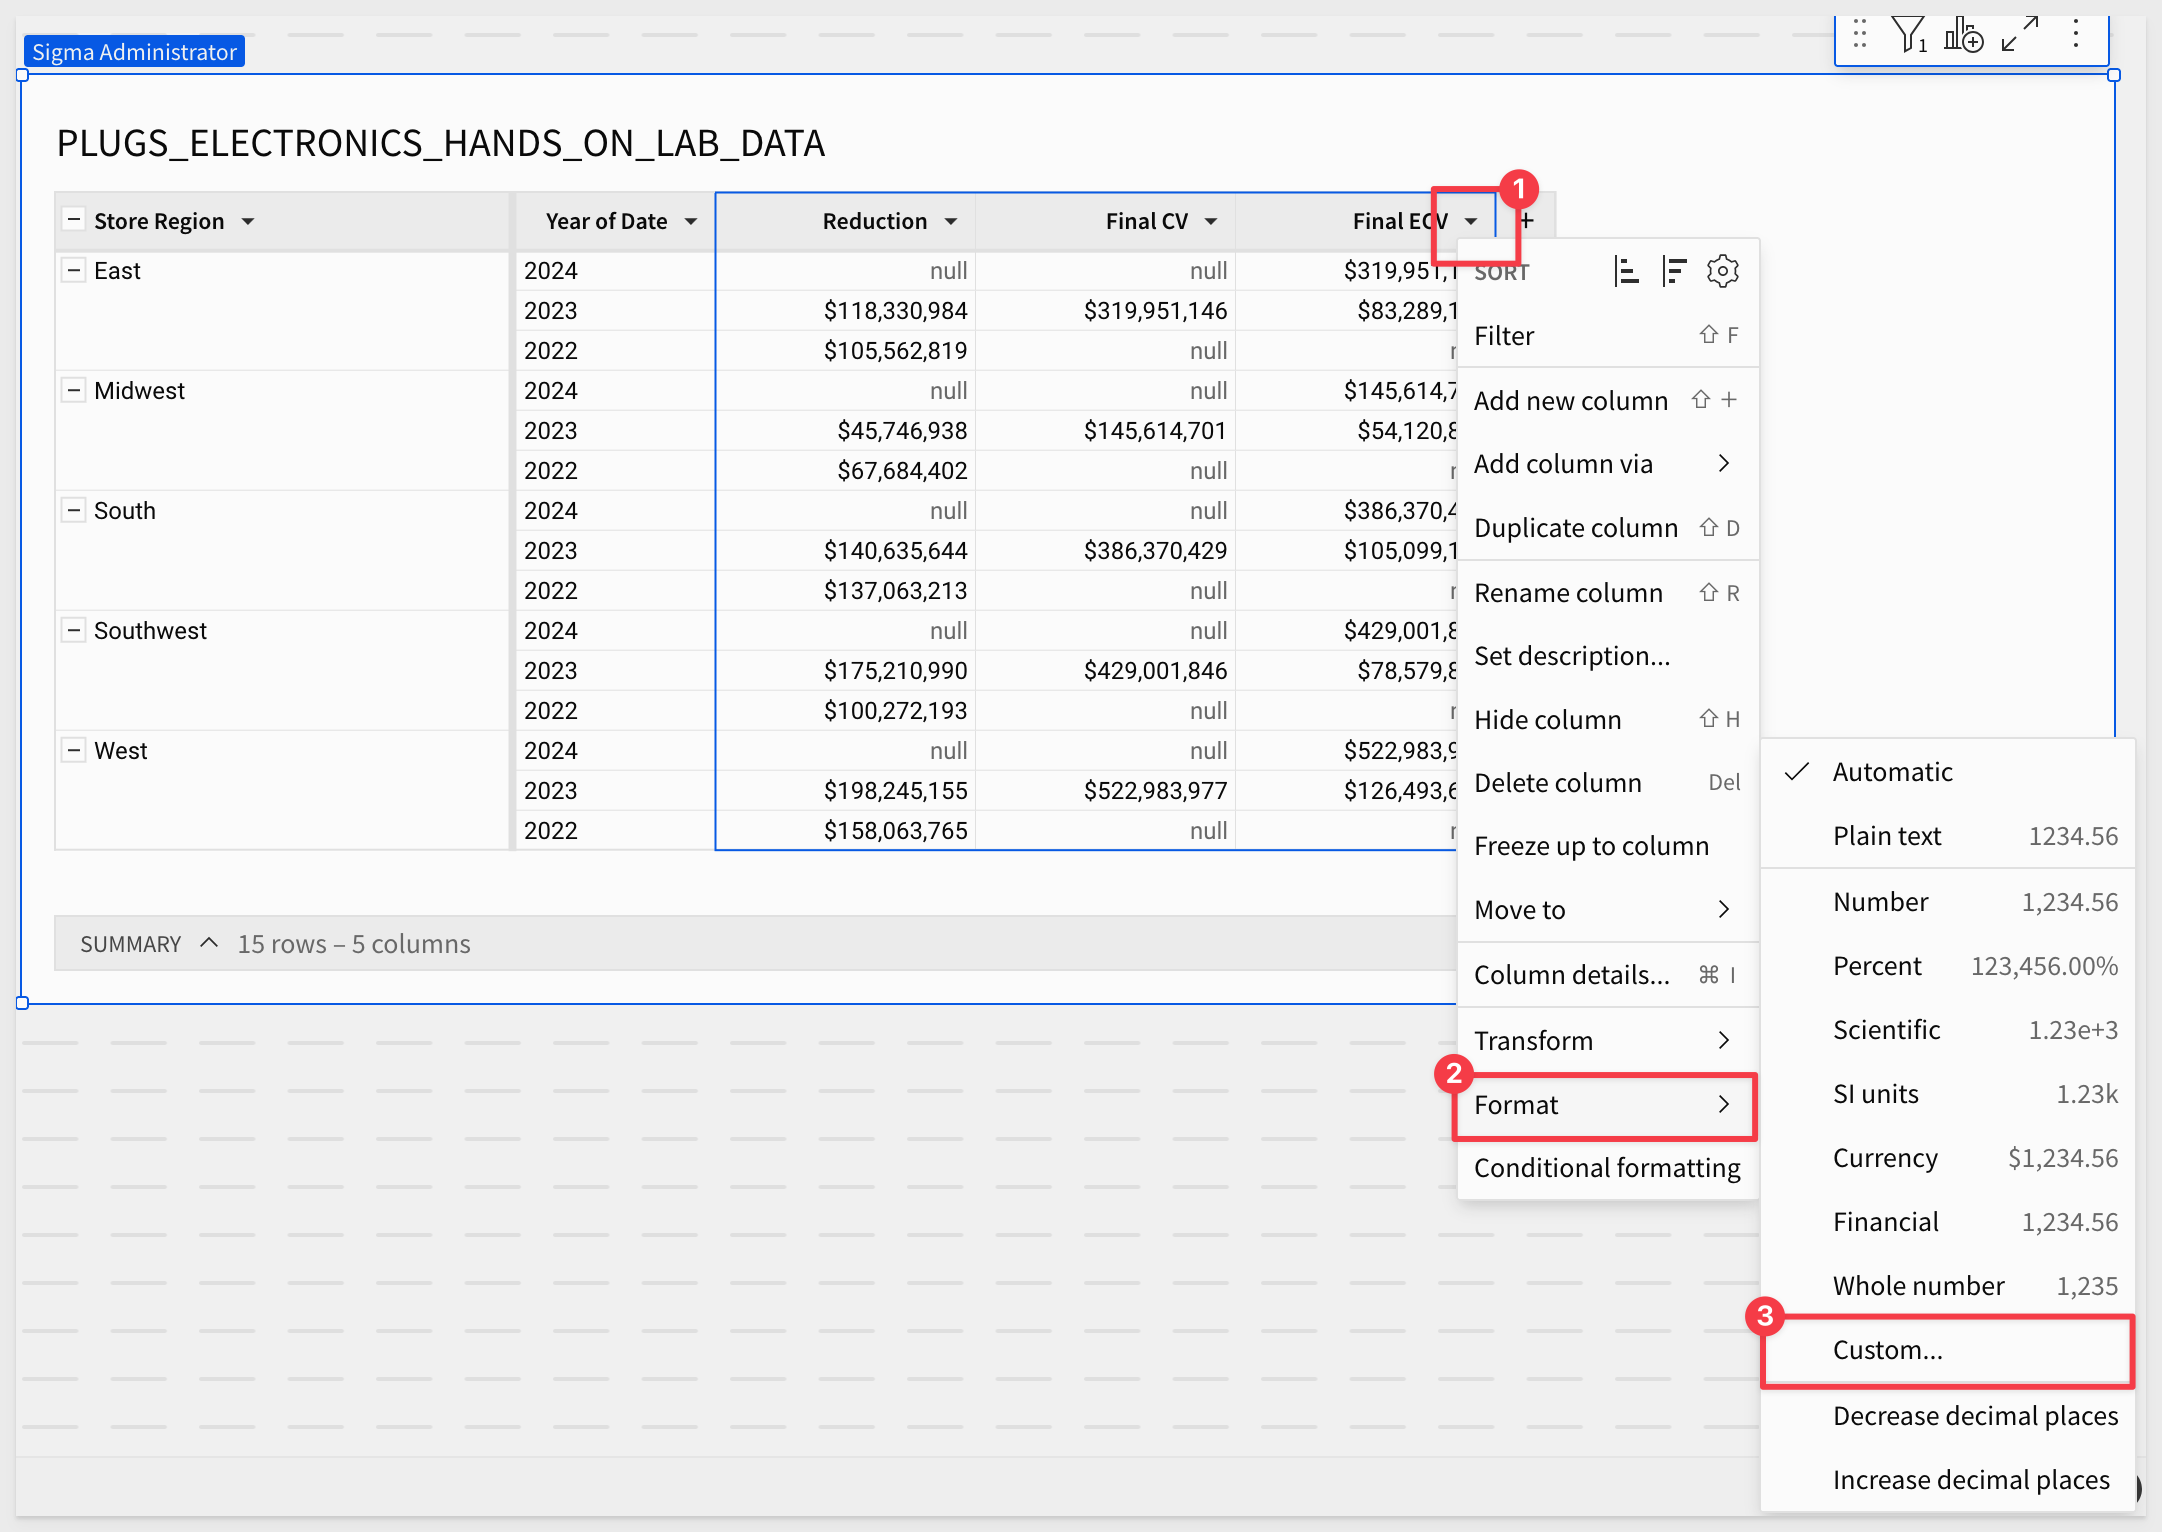 Sigma Administrator
1
PLUGS_ELECTRONICS_HANDS_ON_LAB_DATA
1
Store Region Year of Date Reduction Final CV Final ECV +
East 2024 null null $319,951,1
2023 $118,330,984 $319,951,146 $83,289,1
2022 $105,562,819 null
Midwest 2024 null null $145,614,7
2023 $45,746,938 $145,614,701 $54,120,8
2022 $67,684,402 null
South 2024 null null $386,370,4
2023 $140,635,644 $386,370,429 $105,099,1
2022 $137,063,213 null
Southwest 2024 null null $429,001,8
2023 $175,210,990 $429,001,846 $78,579,8
2022 $100,272,193 null
West 2024 null null $522,983,9
2023 $198,245,155 $522,983,977 $126,493,6
2022 $158,063,765 null
SUMMARY 15 rows – 5 columns
SORT
Filter ⇧ F
Add new column ⇧ +
Add column via
Duplicate column ⇧ D
Rename column ⇧ R
Set description...
Hide column ⇧ H
Delete column Del
Freeze up to column
Move to
Column details... ⌘ I
Transform
2
Format
Conditional formatting
Automatic
Plain text 1234.56
Number 1,234.56
Percent 123,456.00%
Scientific 1.23e+3
SI units 1.23k
Currency $1,234.56
Financial 1,234.56
Whole number 1,235
3
Custom...
Decrease decimal places
Increase decimal places